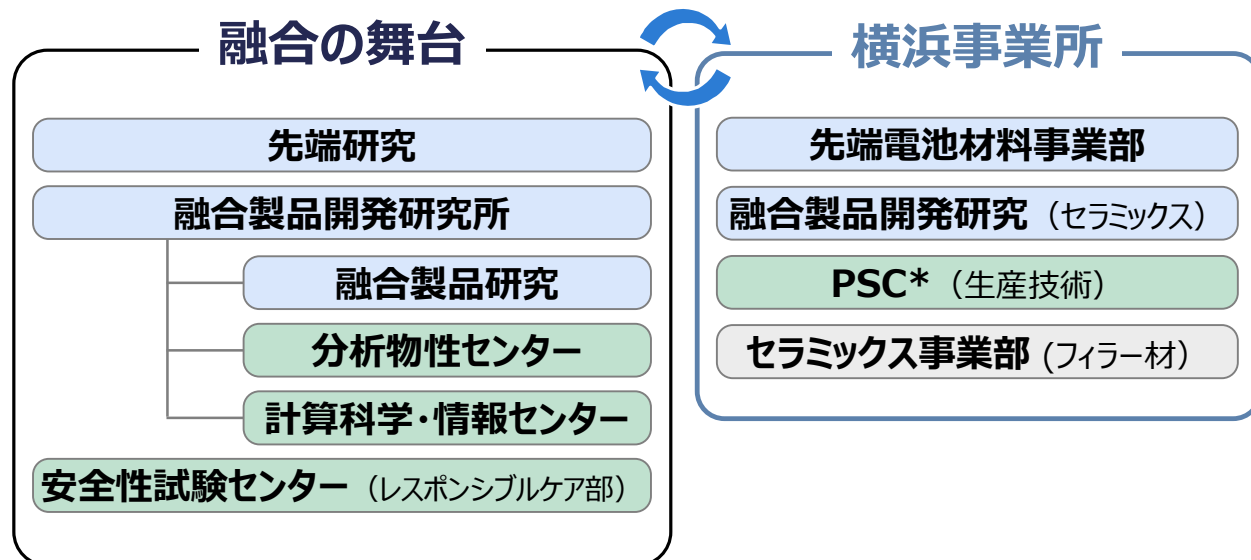 融合の舞台
先端研究
融合製品開発研究所
融合製品研究
分析物性センター
計算科学・情報センター
安全性試験センター（レスポンシブルケア部）
横浜事業所
先端電池材料事業部
融合製品開発研究（セラミックス）
PSC*（生産技術）
セラミックス事業部 (フィラー材）